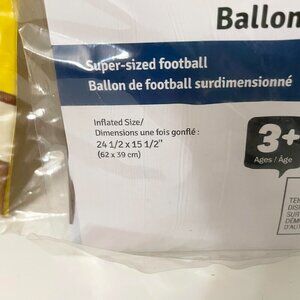 Ballon
Super-sized football
Ballon de football surdimensionné
Inflated Size/
Dimensions une fois gonflé :
24 1/2 x 15 1/2"
(62 x 39 cm)
3+
Ages / Âge